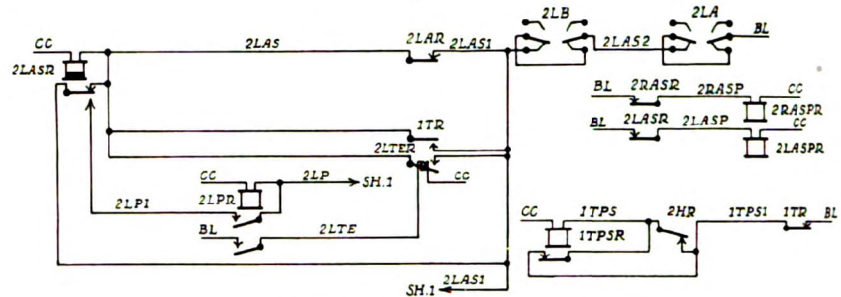 2LB 2LA
CC 2LAS 2LAR 2LAS1 2LAS2 BL
2LASR
BL 2RASR 2RASP CC
2RASPR
BL 2LASR 2LASP CC
2LASPR
1TR
2LTER
CC 2LP SH.1 CC
2LP1 2LPR
BL 2LTE
CC 1TPS 2HR 1TPS1 1TR BL
1TPSR
2LAS1
SH.1